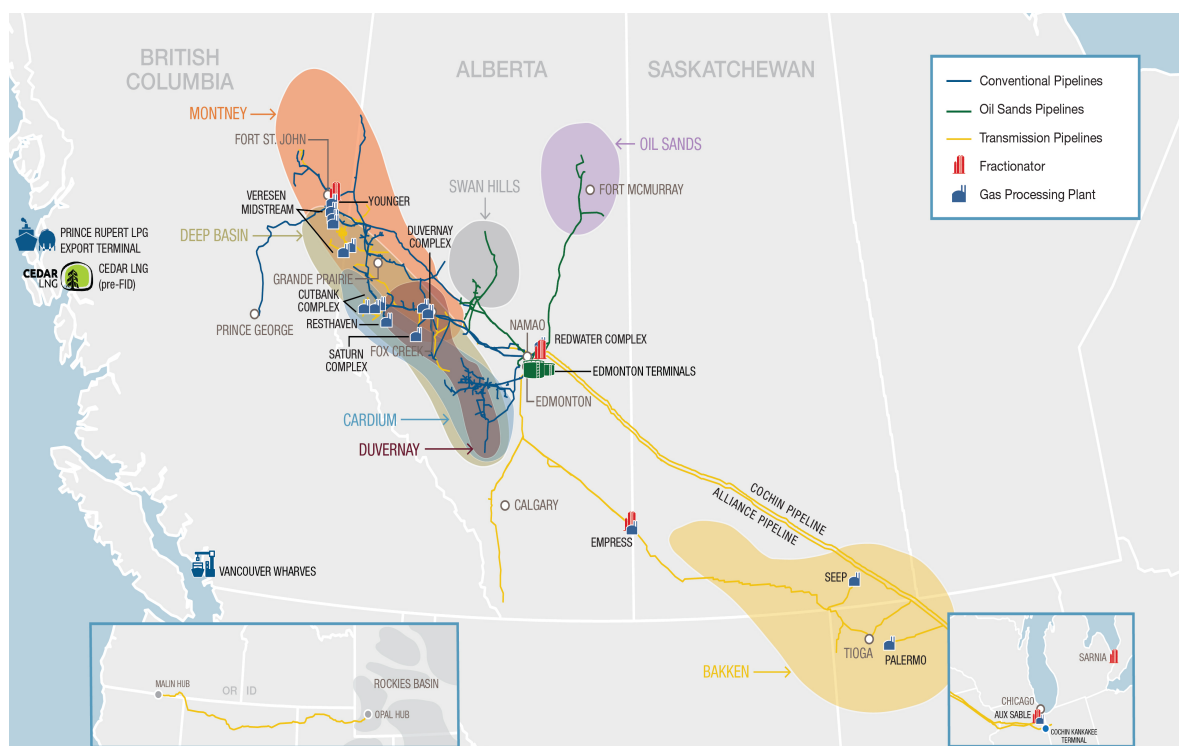 BRITISH
COLUMBIA
ALBERTA
SASKATCHEWAN
Conventional Pipelines
Oil Sands Pipelines
Transmission Pipelines
Fractionator
Gas Processing Plant
MONTNEY
FORT ST. JOHN
OIL SANDS
SWAN HILLS
FORT MCMURRAY
VERESEN
MIDSTREAM
YOUNGER
DEEP BASIN
DUVERNAY
COMPLEX
PRINCE RUPERT LPG
EXPORT TERMINAL
CEDAR
LNG
CEDAR LNG
(pre-FID)
GRANDE PRAIRIE
CUTBANK
COMPLEX
PRINCE GEORGE
RESTHAVEN
NAMAO
REDWATER COMPLEX
SATURN
COMPLEX
FOX CREEK
EDMONTON TERMINALS
EDMONTON
CARDIUM
DUVERNAY
CALGARY
COCHIN PIPELINE
ALLIANCE PIPELINE
EMPRESS
VANCOUVER WHARVES
SEEP
TIOGA
PALERMO
BAKKEN
MALIN HUB
OR
ID
ROCKIES BASIN
OPAL HUB
SARNIA
CHICAGO
AUX SABLE
COCHIN KANKAKEE
TERMINAL